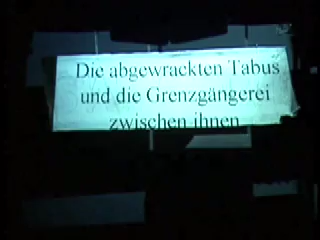 Die abgewrackten Tabus
und die Grenzgängerei
zwischen ihnen